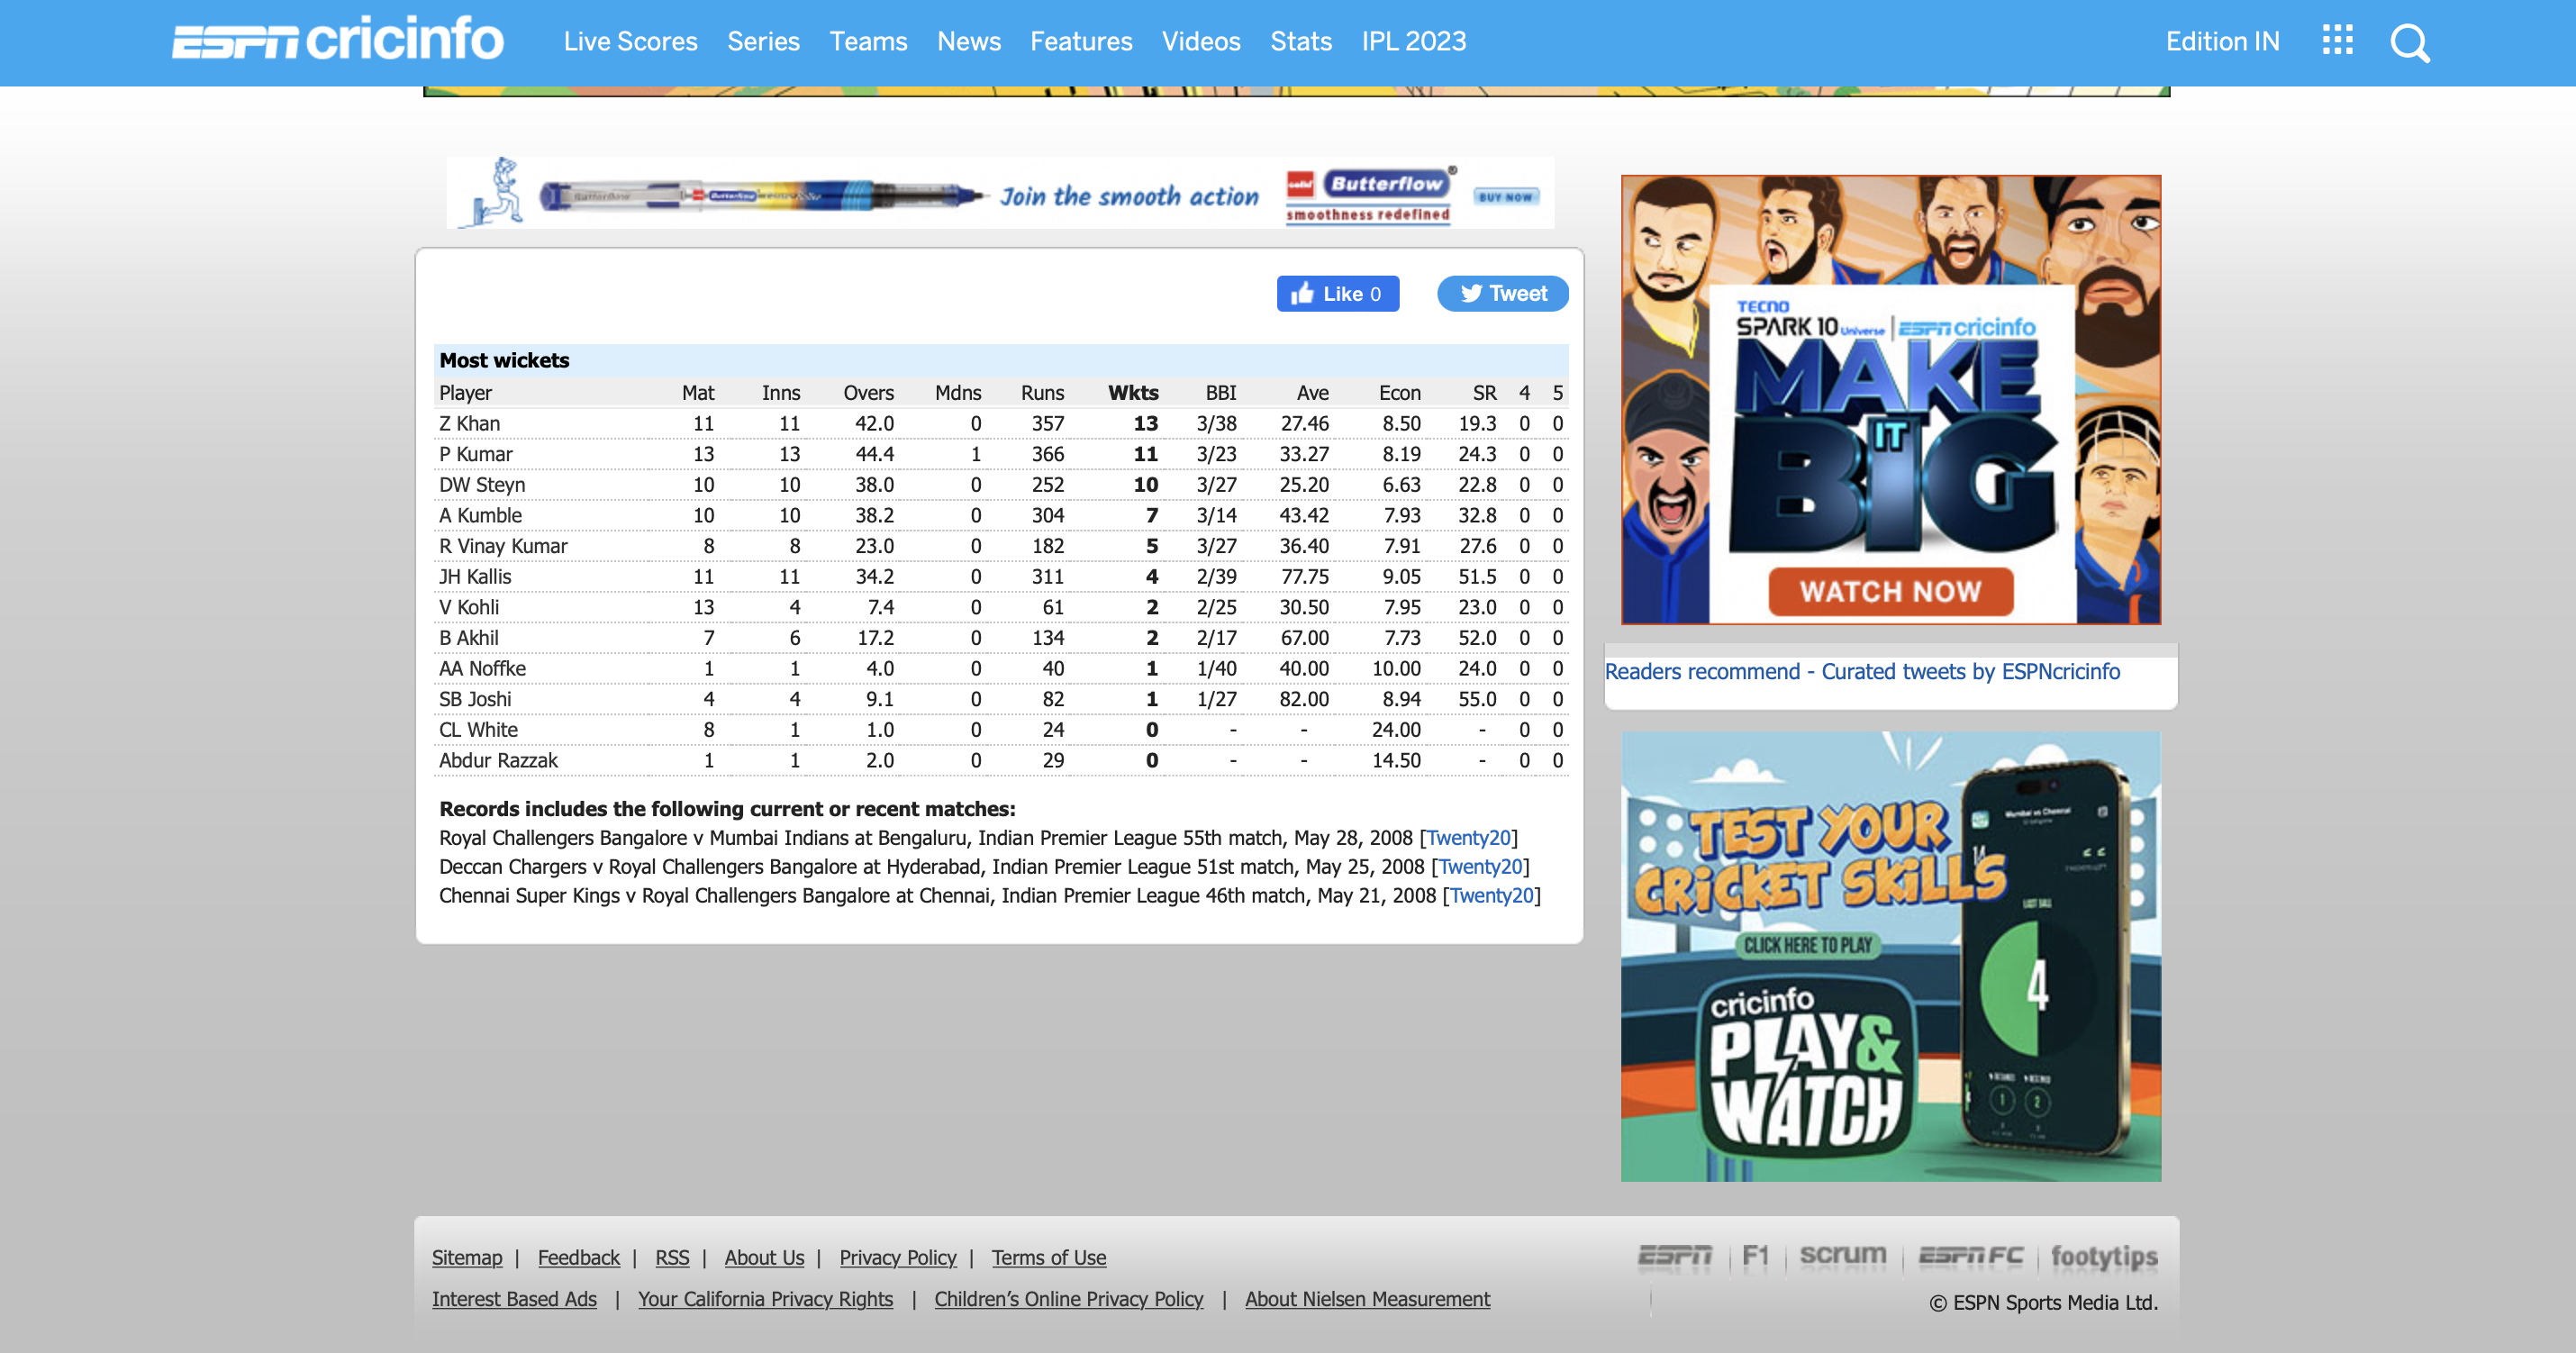 ESPN cricinfo Live Scores Series Teams News Features Videos Stats IPL 2023 Edition IN
Butterflow Join the smooth action cello Butterflow® BUY NOW
smoothness redefined
Like 0 Tweet
Most wickets
Player Mat Inns Overs Mdns Runs Wkts BBI Ave Econ SR 4 5
Z Khan 11 11 42.0 0 357 13 3/38 27.46 8.50 19.3 0 0
P Kumar 13 13 44.4 1 366 11 3/23 33.27 8.19 24.3 0 0
DW Steyn 10 10 38.0 0 252 10 3/27 25.20 6.63 22.8 0 0
A Kumble 10 10 38.2 0 304 7 3/14 43.42 7.93 32.8 0 0
R Vinay Kumar 8 8 23.0 0 182 5 3/27 36.40 7.91 27.6 0 0
JH Kallis 11 11 34.2 0 311 4 2/39 77.75 9.05 51.5 0 0
V Kohli 13 4 7.4 0 61 2 2/25 30.50 7.95 23.0 0 0
B Akhil 7 6 17.2 0 134 2 2/17 67.00 7.73 52.0 0 0
AA Noffke 1 1 4.0 0 40 1 1/40 40.00 10.00 24.0 0 0
SB Joshi 4 4 9.1 0 82 1 1/27 82.00 8.94 55.0 0 0
CL White 8 1 1.0 0 24 0 - - 24.00 - 0 0
Abdur Razzak 1 1 2.0 0 29 0 - - 14.50 - 0 0
Records includes the following current or recent matches:
Royal Challengers Bangalore v Mumbai Indians at Bengaluru, Indian Premier League 55th match, May 28, 2008 [Twenty20]
Deccan Chargers v Royal Challengers Bangalore at Hyderabad, Indian Premier League 51st match, May 25, 2008 [Twenty20]
Chennai Super Kings v Royal Challengers Bangalore at Chennai, Indian Premier League 46th match, May 21, 2008 [Twenty20]
TECNO
SPARK 10 Universe ESPN cricinfo
MAKE
IT
BIG
WATCH NOW
Readers recommend - Curated tweets by ESPNcricinfo
TEST YOUR
CRICKET SKILLS
CLICK HERE TO PLAY
cricinfo
PLAY&
WATCH
Mumbai vs Chennai
LAST BALL
4
1 2
Sitemap | Feedback | RSS | About Us | Privacy Policy | Terms of Use
Interest Based Ads | Your California Privacy Rights | Children’s Online Privacy Policy | About Nielsen Measurement
ESPN F1 scrum ESPN FC footytips
© ESPN Sports Media Ltd.